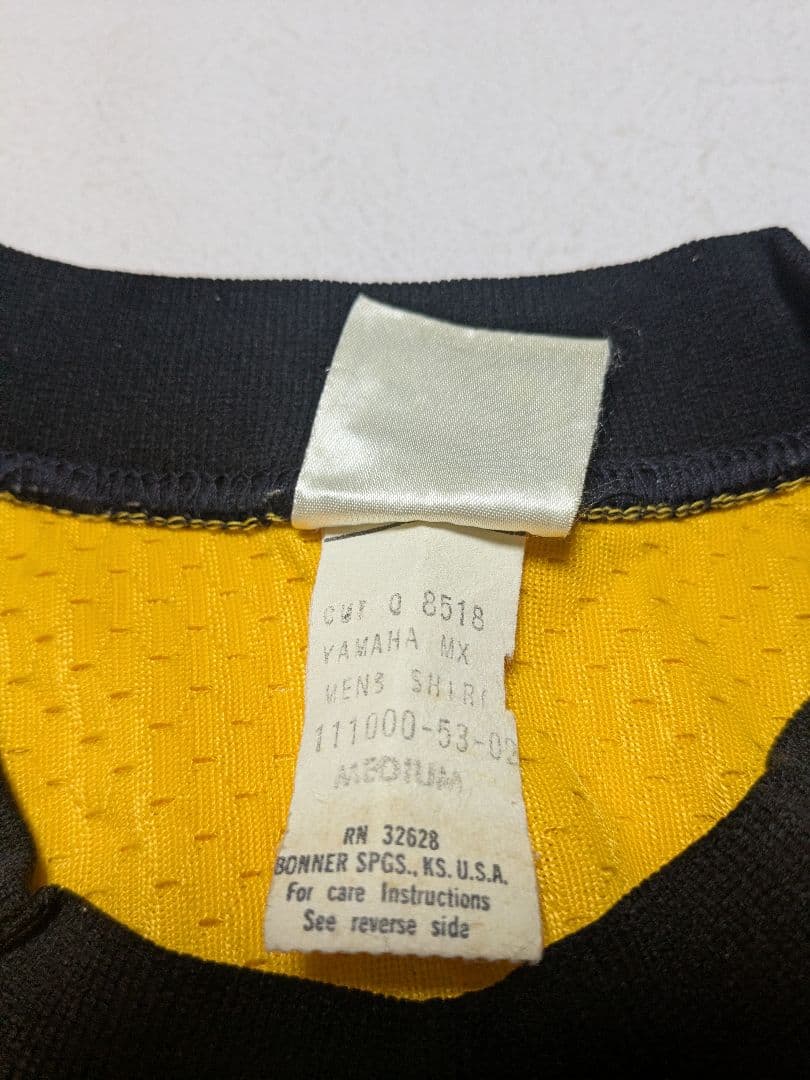 CUT Q 8518
YAMAHA MX
MENS SHIRT
111000-53-02
MEDIUM
RN 32628
BONNER SPGS., KS. U.S.A.
For care Instructions
See reverse side